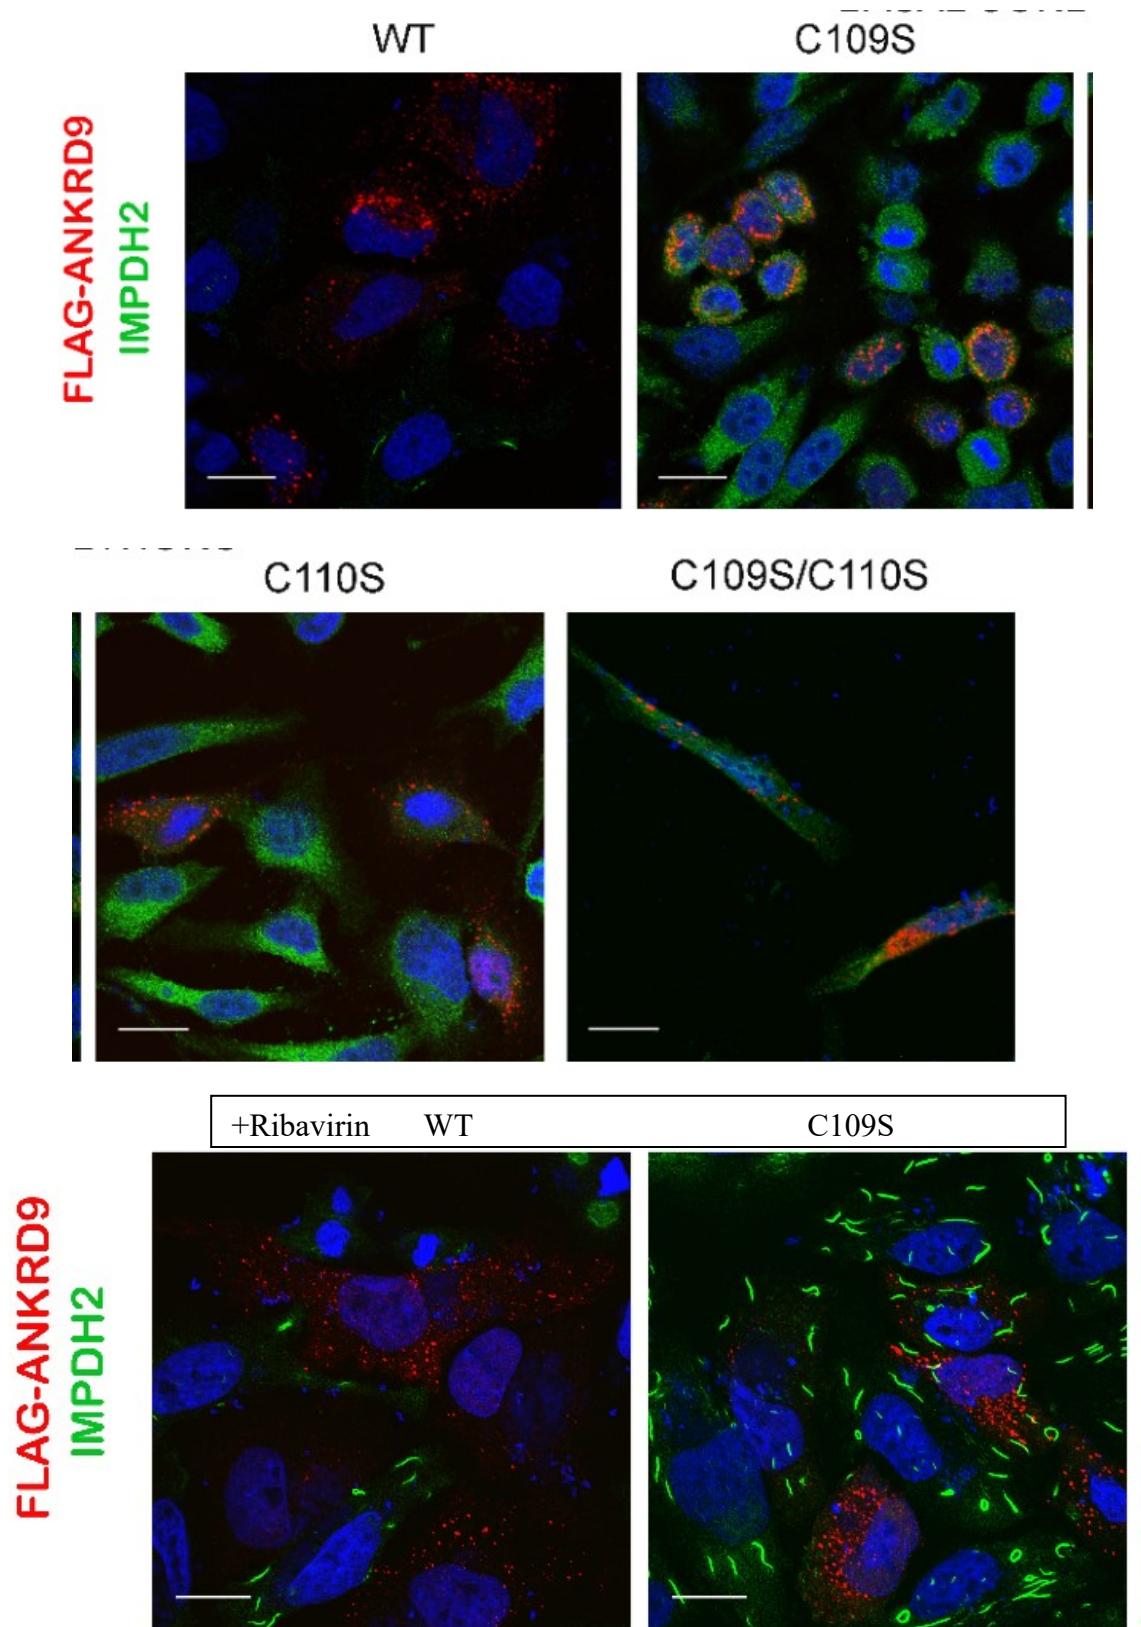 WT
C109S
FLAG-ANKRD9
IMPDH2
C110S
C109S/C110S
+Ribavirin WT C109S
FLAG-ANKRD9
IMPDH2